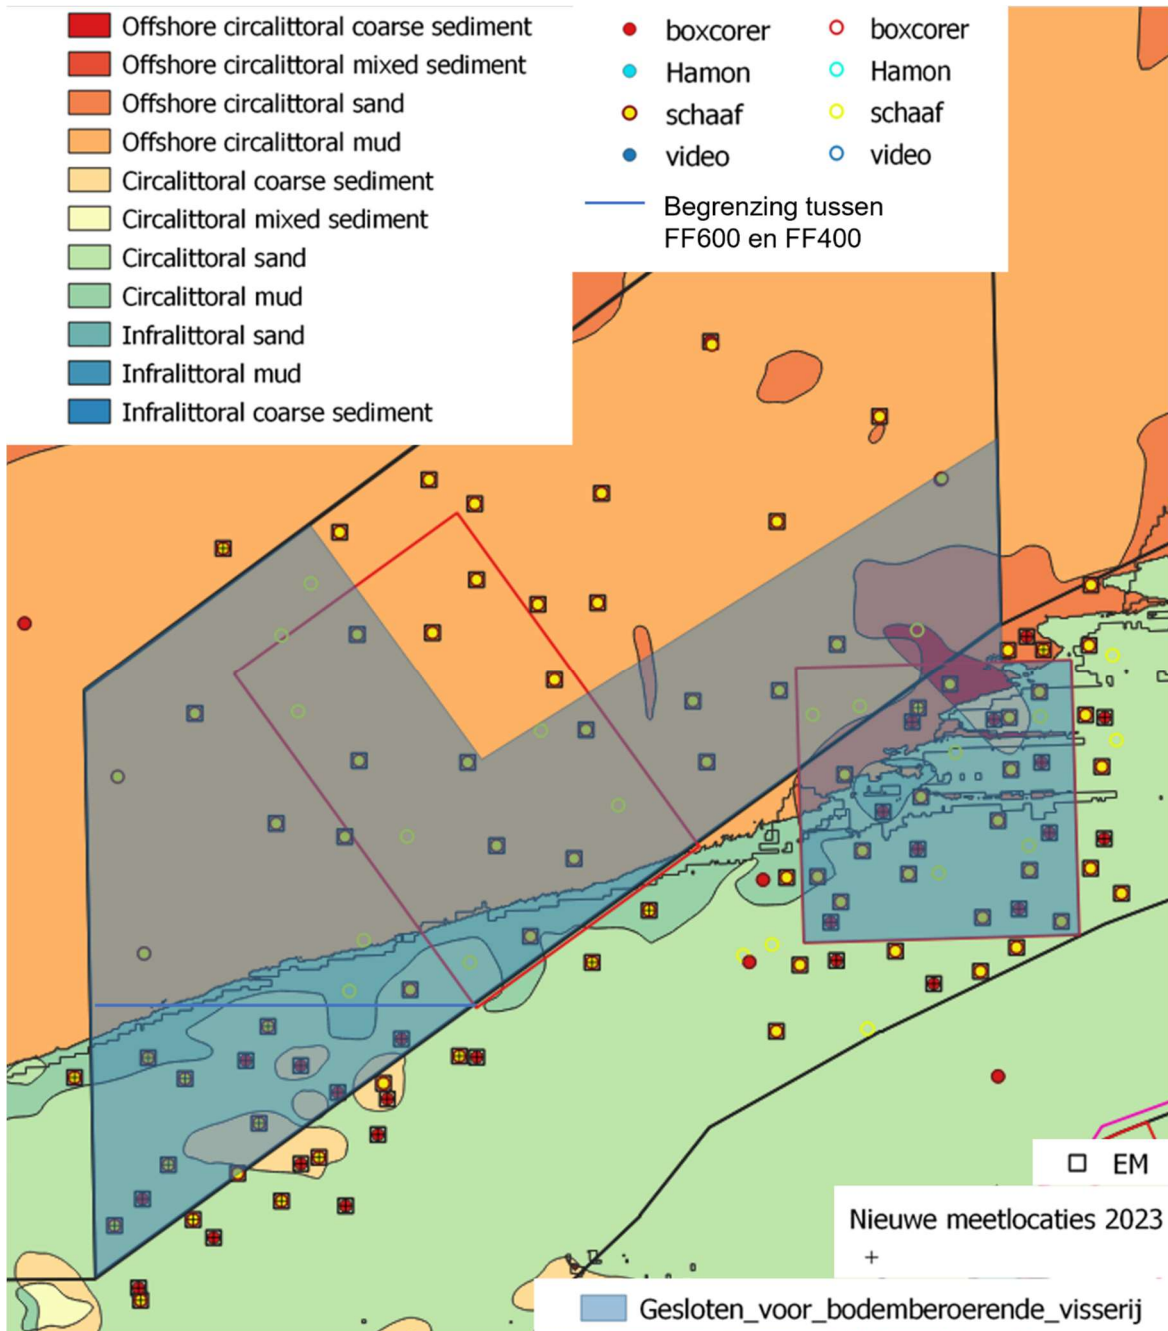 Offshore circalittoral coarse sediment
Offshore circalittoral mixed sediment
Offshore circalittoral sand
Offshore circalittoral mud
Circalittoral coarse sediment
Circalittoral mixed sediment
Circalittoral sand
Circalittoral mud
Infralittoral sand
Infralittoral mud
Infralittoral coarse sediment
boxcorer
Hamon
schaaf
video
boxcorer
Hamon
schaaf
video
Begrenzing tussen
FF600 en FF400
EM
Nieuwe meetlocaties 2023
Gesloten_voor_bodemberoerende_visserij